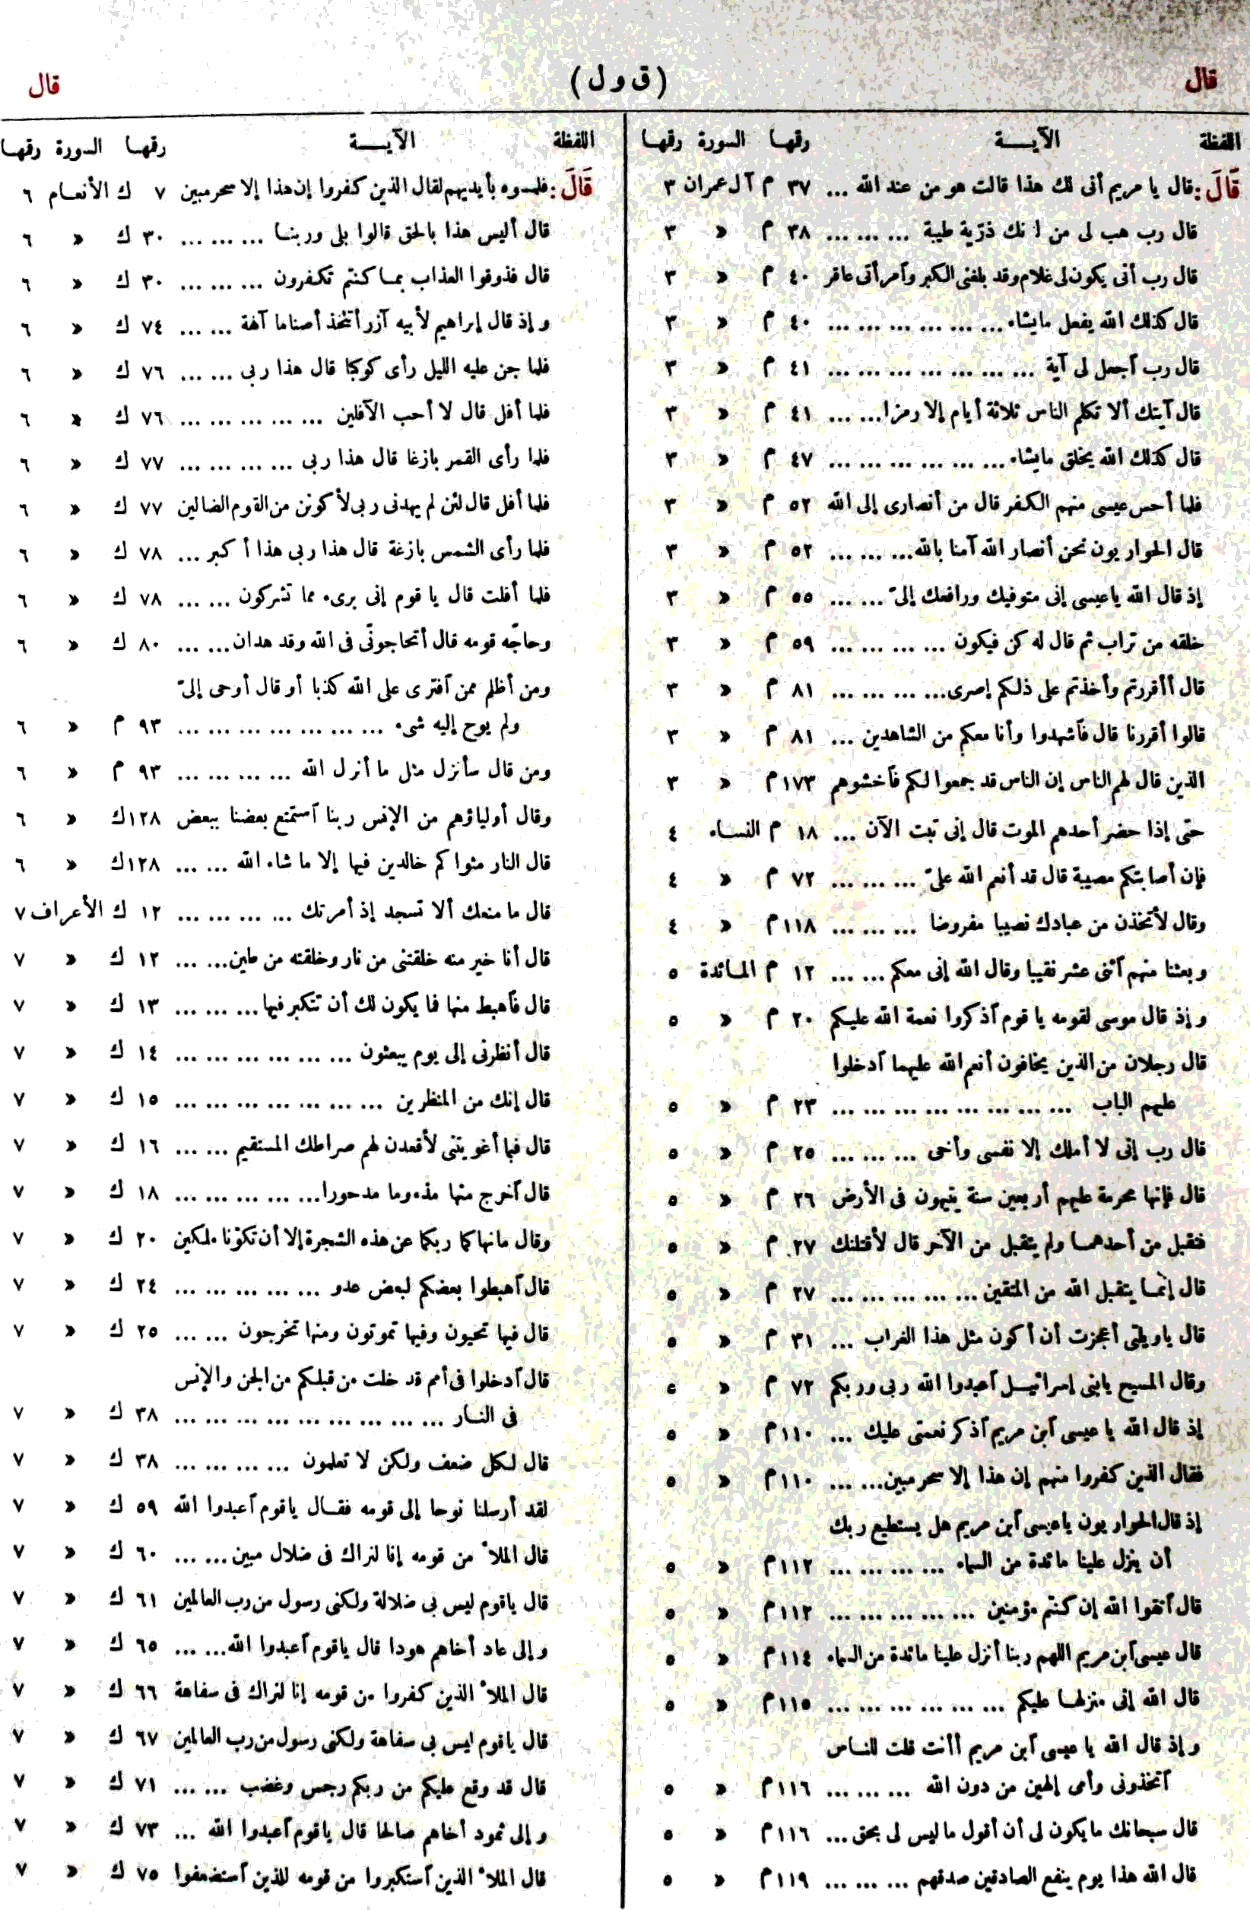 قال
(ق و ل)
قال
اللفظة الآيــــة رقمها السورة رقمها
قَالَ: قال يا مريم أنى لك هذا قالت هو من عند الله ... ٣٧ م آل عمران ٣
قال رب هب لى من لدنك ذرّية طيبة ... ... ... ٣٨ م » ٣
قال رب أنى يكون لى غلام وقد بلغنى الكبر وآمرأتى عاقر ٤٠ م » ٣
قال كذلك الله يفعل مايشاء ... ... ... ... ... ... ٤٠ م » ٣
قال رب آجعل لى آية ... ... ... ... ... ... ... ٤١ م » ٣
قال آيتك ألا تكلم الناس ثلاثة أيام إلا رمزا ... ... ٤١ م » ٣
قال كذلك الله يخلق مايشاء ... ... ... ... ... ... ٤٧ م » ٣
فلما أحس عيسى منهم الكفر قال من أنصارى إلى الله ٥٢ م » ٣
قال الحواريون نحن أنصار الله آمنا بالله ... ... ... ٥٢ م » ٣
إذ قال الله ياعيسى إنى متوفيك ورافعك إلىّ ... ... ٥٥ م » ٣
خلقه من تراب ثم قال له كن فيكون ... ... ... ... ٥٩ م » ٣
قال أأقررتم وأخذتم على ذلكم إصرى ... ... ... ... ٨١ م » ٣
قالوا أقررنا قال فآشهدوا وأنا معكم من الشاهدين ... ٨١ م » ٣
الذين قال لهم الناس إن الناس قد جمعوا لكم فآخشوهم ١٧٣ م » ٣
حتى إذا حضر أحدهم الموت قال إنى تبت الآن ... ١٨ م النساء ٤
فإن أصابتكم مصيبة قال قد أنعم الله علىّ ... ... ... ٧٢ م » ٤
وقال لأتخذن من عبادك نصيبا مفروضا ... ... ... ١١٨ م » ٤
وبعثنا منهم آثنى عشر نقيبا وقال الله إنى معكم ... ... ١٢ م المائدة ٥
وإذ قال موسى لقومه يا قوم آذكروا نعمة الله عليكم ٢٠ م » ٥
قال رجلان من الذين يخافون أنعم الله عليهما آدخلوا
عليهم الباب ... ... ... ... ... ... ... ... ٢٣ م » ٥
قال رب إنى لا أملك إلا نفسى وأخى ... ... ... ٢٥ م » ٥
قال فإنها محرمة عليهم أربعين سنة يتيهون فى الأرض ٢٦ م » ٥
فتقبل من أحدهما ولم يتقبل من الآخر قال لأقتلنك ٢٧ م » ٥
قال إنما يتقبل الله من المتقين ... ... ... ... ... ٢٧ م » ٥
قال ياويلتى أعجزت أن أكون مثل هذا الغراب ... ٣١ م » ٥
وقال المسيح يابنى إسرائيل آعبدوا الله ربى وربكم ٧٢ م » ٥
إذ قال الله يا عيسى آبن مريم آذكر نعمتى عليك ... ١١٠ م » ٥
فقال الذين كفروا منهم إن هذا إلا سحر مبين ... ... ١١٠ م » ٥
إذ قال الحواريون ياعيسى آبن مريم هل يستطيع ربك
أن ينزل علينا مائدة من السماء ... ... ... ... ١١٢ م » ٥
قال آتقوا الله إن كنتم مؤمنين ... ... ... ... ... ١١٢ م » ٥
قال عيسى آبن مريم اللهم ربنا أنزل علينا مائدة من السماء ١١٤ م » ٥
قال الله إنى منزلها عليكم ... ... ... ... ... ... ١١٥ م » ٥
وإذ قال الله يا عيسى آبن مريم أأنت قلت للناس
آتخذونى وأمى إلهين من دون الله ... ... ... ١١٦ م » ٥
قال سبحانك مايكون لى أن أقول ماليس لى بحق ... ١١٦ م » ٥
قال الله هذا يوم ينفع الصادقين صدقهم ... ... ... ١١٩ م » ٥
اللفظة الآيــــة رقمها السورة رقمها
قَالَ: فلمسوه بأيديهم لقال الذين كفروا إن هذا إلا سحر مبين ٧ ك الأنعام ٦
قال أليس هذا بالحق قالوا بلى وربنا ... ... ... ٣٠ ك » ٦
قال فذوقوا العذاب بما كنتم تكفرون ... ... ... ٣٠ ك » ٦
وإذ قال إبراهيم لأبيه آزر أتتخذ أصناما آلهة ... ... ٧٤ ك » ٦
فلما جن عليه الليل رأى كوكبا قال هذا ربى ... ... ٧٦ ك » ٦
فلما أفل قال لا أحب الآفلين ... ... ... ... ... ٧٦ ك » ٦
فلما رأى القمر بازغا قال هذا ربى ... ... ... ... ٧٧ ك » ٦
فلما أفل قال لئن لم يهدنى ربى لأكونن من القوم الضالين ٧٧ ك » ٦
فلما رأى الشمس بازغة قال هذا ربى هذا أكبر ... ٧٨ ك » ٦
فلما أفلت قال يا قوم إنى برىء مما تشركون ... ... ٧٨ ك » ٦
وحاجّه قومه قال أتحاجونّى فى الله وقد هدان ... ... ٨٠ ك » ٦
ومن أظلم ممن آفترى على الله كذبا أو قال أوحى إلىّ
ولم يوح إليه شىء ... ... ... ... ... ... ... ٩٣ م » ٦
ومن قال سأنزل مثل ما أنزل الله ... ... ... ... ٩٣ م » ٦
وقال أولياؤهم من الإنس ربنا آستمتع بعضنا ببعض ١٢٨ ك » ٦
قال النار مثواكم خالدين فيها إلا ما شاء الله ... ... ١٢٨ ك » ٦
قال ما منعك ألا تسجد إذ أمرتك ... ... ... ... ١٢ ك الأعراف ٧
قال أنا خير منه خلقتنى من نار وخلقته من طين ... ... ١٢ ك » ٧
قال فآهبط منها فما يكون لك أن تتكبر فيها ... ... ... ١٣ ك » ٧
قال أنظرنى إلى يوم يبعثون ... ... ... ... ... ... ١٤ ك » ٧
قال إنك من المنظرين ... ... ... ... ... ... ... ١٥ ك » ٧
قال فبما أغويتنى لأقعدن لهم صراطك المستقيم ... ... ١٦ ك » ٧
قال آخرج منها مذءوما مدحورا ... ... ... ... ... ١٨ ك » ٧
وقال مانهاكما ربكما عن هذه الشجرة إلا أن تكونا ملكين ٢٠ ك » ٧
قال آهبطوا بعضكم لبعض عدو ... ... ... ... ... ٢٤ ك » ٧
قال فيها تحيون وفيها تموتون ومنها تخرجون ... ... ٢٥ ك » ٧
قال آدخلوا فى أمم قد خلت من قبلكم من الجن والإنس
فى النار ... ... ... ... ... ... ... ... ... ٣٨ ك » ٧
قال لكل ضعف ولكن لا تعلمون ... ... ... ... ٣٨ ك » ٧
لقد أرسلنا نوحا إلى قومه فقال ياقوم آعبدوا الله ٥٩ ك » ٧
قال الملأ من قومه إنا لنراك فى ضلال مبين ... ... ٦٠ ك » ٧
قال ياقوم ليس بى ضلالة ولكنى رسول من رب العالمين ٦١ ك » ٧
وإلى عاد أخاهم هودا قال ياقوم آعبدوا الله ... ... ٦٥ ك » ٧
قال الملأ الذين كفروا من قومه إنا لنراك فى سفاهة ٦٦ ك » ٧
قال ياقوم ليس بى سفاهة ولكنى رسول من رب العالمين ٦٧ ك » ٧
قال قد وقع عليكم من ربكم رجس وغضب ... ... ٧١ ك » ٧
وإلى ثمود أخاهم صالحا قال ياقوم آعبدوا الله ... ٧٣ ك » ٧
قال الملأ الذين آستكبروا من قومه للذين آستضعفوا ٧٥ ك » ٧